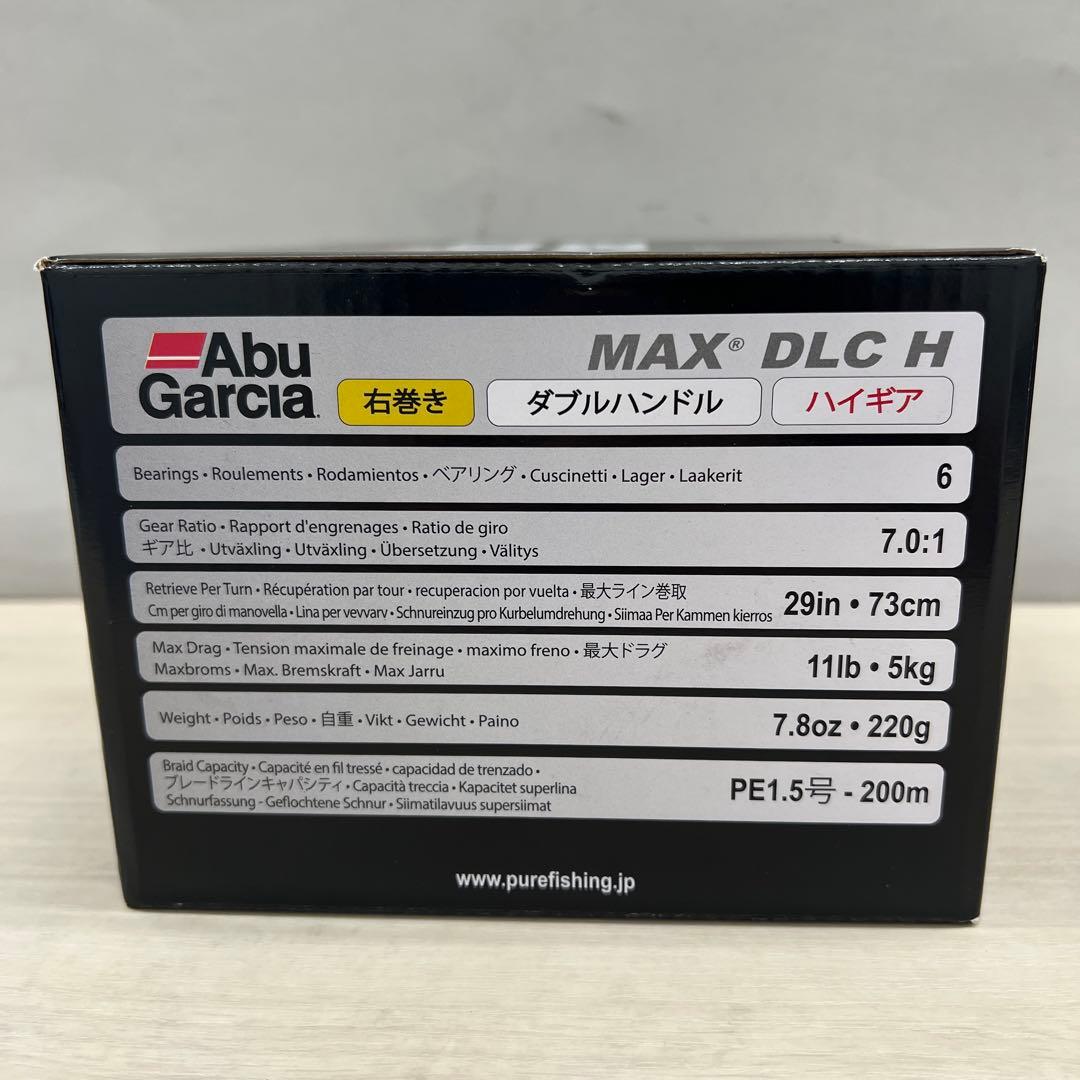 Abu
Garcia
MAX® DLC H
右巻き
ダブルハンドル
ハイギア
Bearings • Roulements • Rodamientos • ベアリング • Cuscinetti • Lager • Laakerit
6
Gear Ratio • Rapport d'engrenages • Ratio de giro
ギア比 • Utväxling • Utväxling • Übersetzung • Välitys
7.0:1
Retrieve Per Turn • Récupération par tour • recuperacion por vuelta • 最大ライン巻取
Cm per giro di manovella • Lina per vevvarv • Schnureinzug pro Kurbelumdrehung • Siimaa Per Kammen kierros
29in • 73cm
Max Drag • Tension maximale de freinage • maximo freno • 最大ドラグ
Maxbroms • Max. Bremskraft • Max Jarru
11lb • 5kg
Weight • Poids • Peso • 自重 • Vikt • Gewicht • Paino
7.8oz • 220g
Braid Capacity • Capacité en fil tressé • capacidad de trenzado •
ブレードラインキャパシティ • Capacità treccia • Kapacitet superlina
Schnurfassung - Geflochtene Schnur • Siimatilavuus supersiimat
PE1.5号 - 200m
www.purefishing.jp